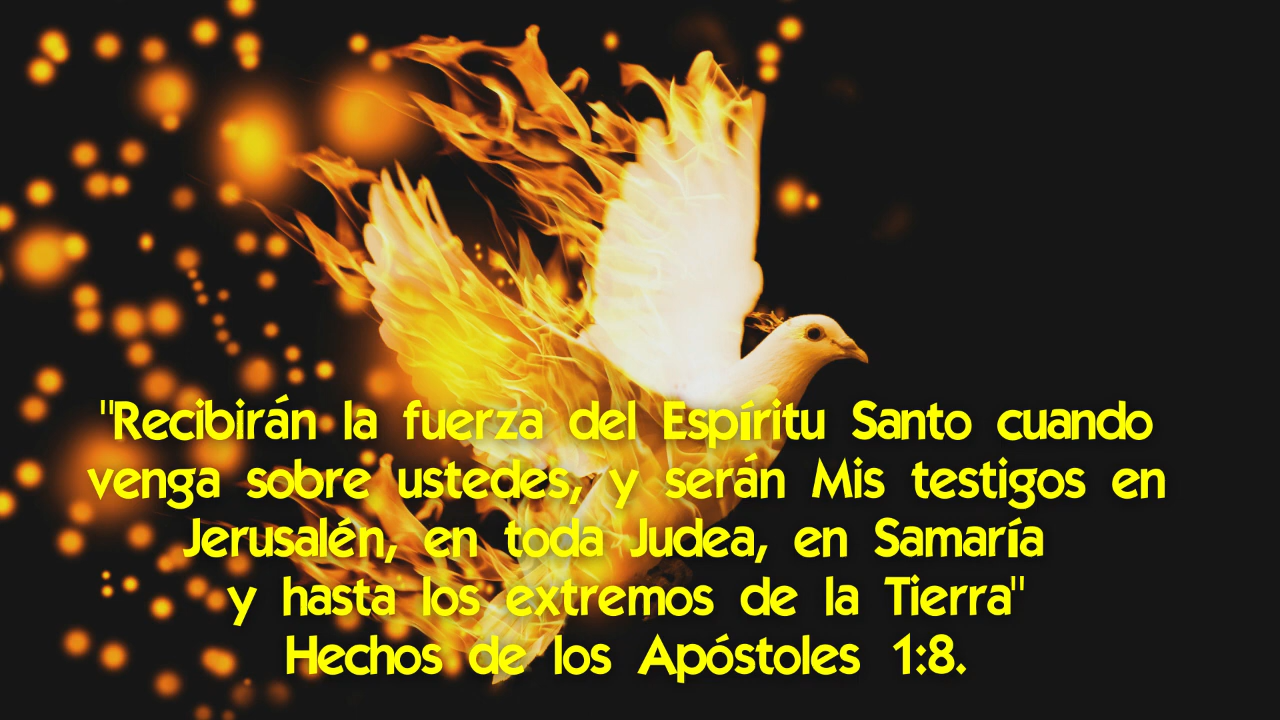 "Recibirán la fuerza del Espíritu Santo cuando
venga sobre ustedes, y serán Mis testigos en
Jerusalén, en toda Judea, en Samaría
y hasta los extremos de la Tierra"
Hechos de los Apóstoles 1:8.